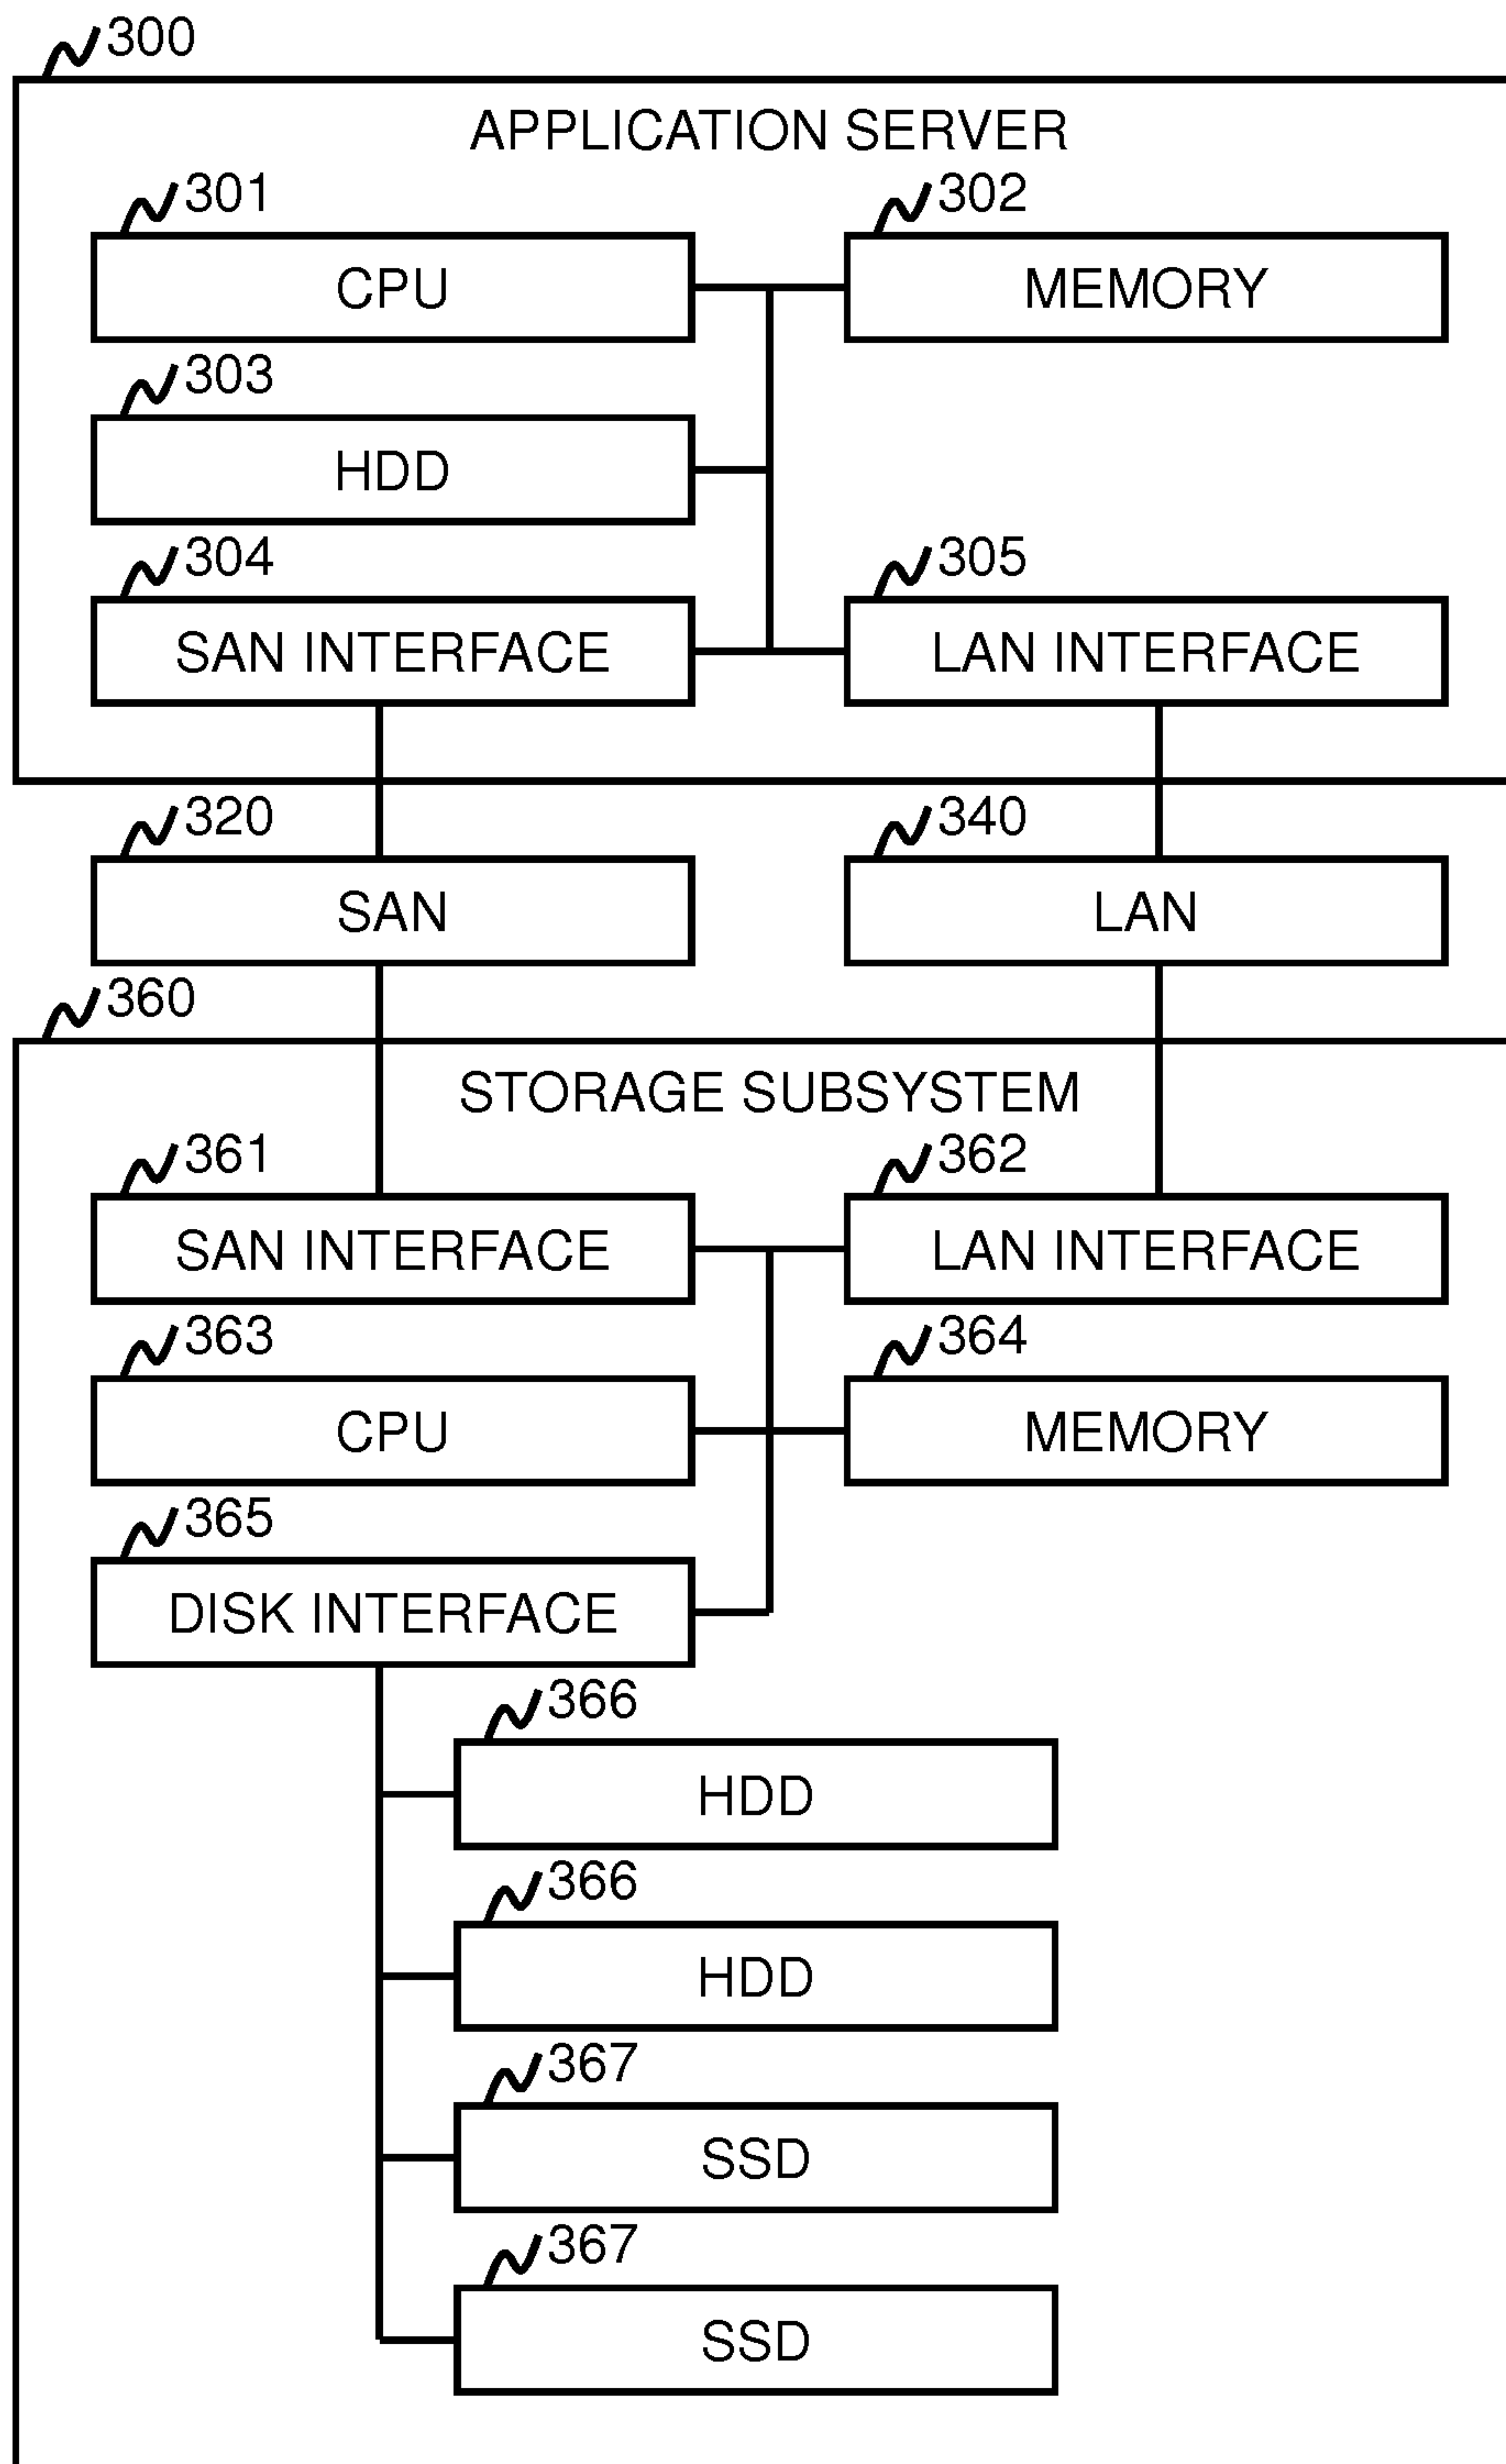 300
APPLICATION SERVER
301
302
CPU
MEMORY
303
HDD
304
305
SAN INTERFACE
LAN INTERFACE
320
340
SAN
LAN
360
STORAGE SUBSYSTEM
361
362
SAN INTERFACE
LAN INTERFACE
363
364
CPU
MEMORY
365
DISK INTERFACE
366
HDD
366
HDD
367
SSD
367
SSD